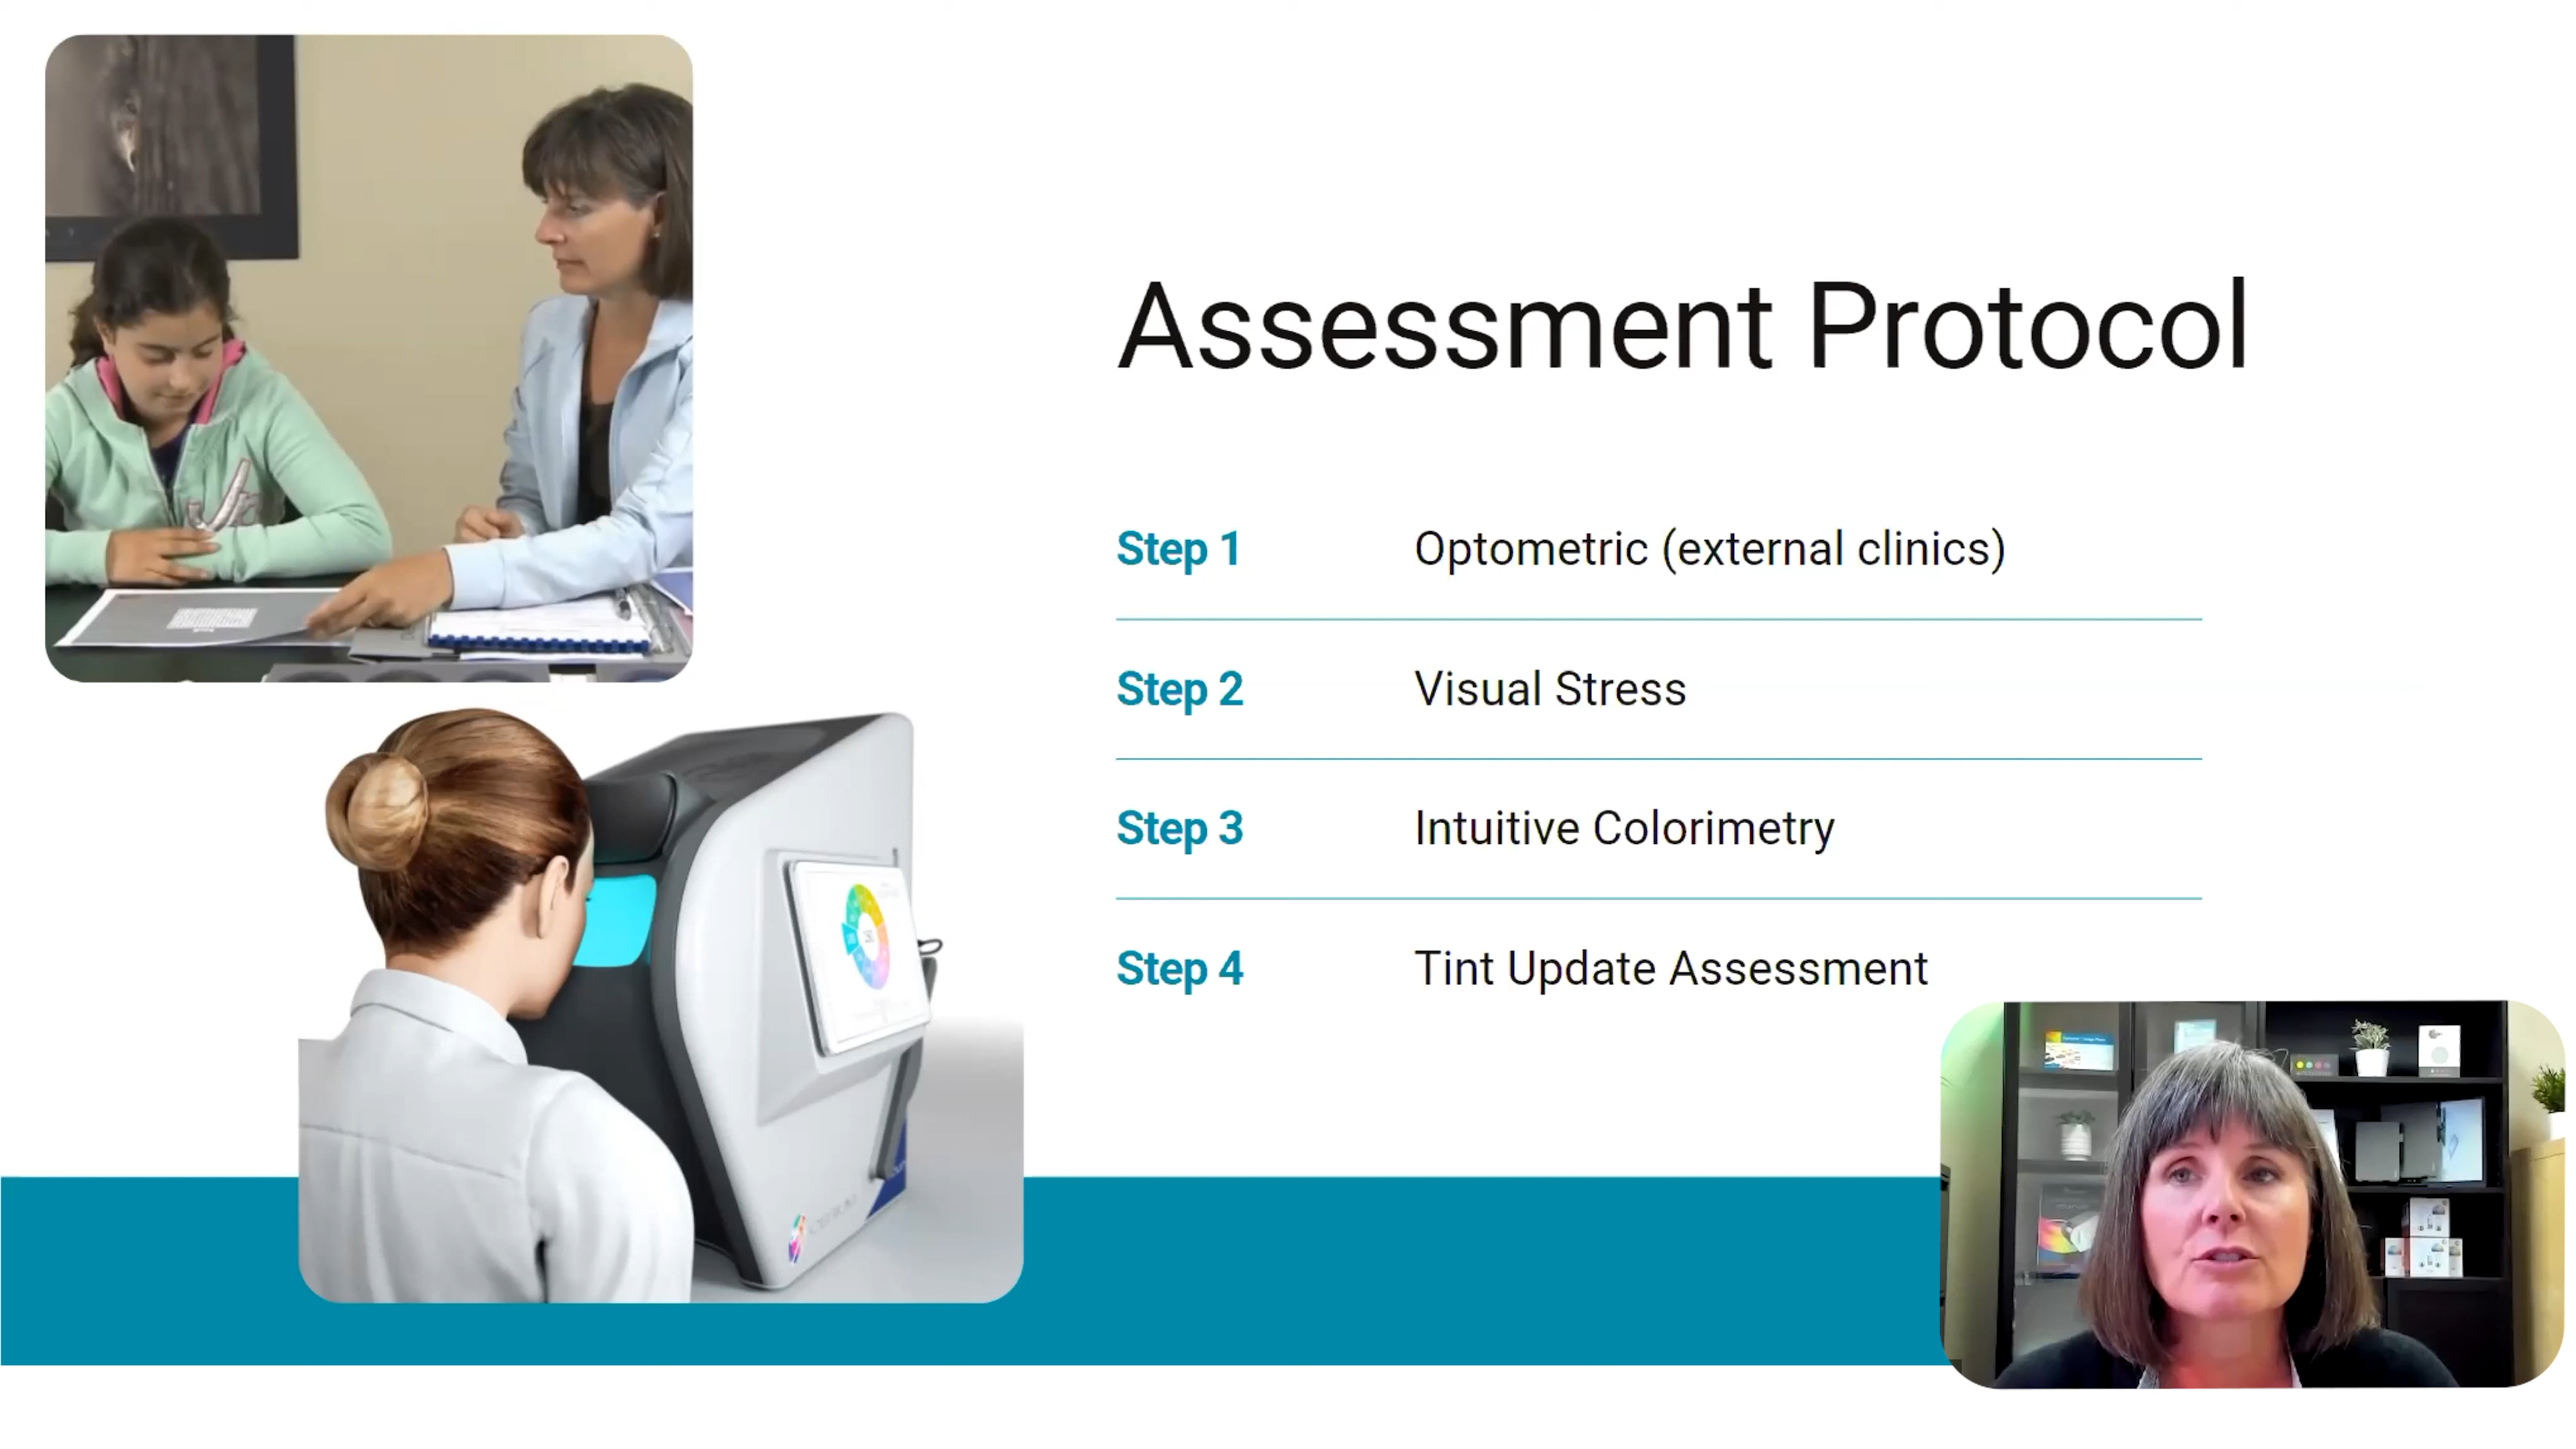 Assessment Protocol
Step 1 Optometric (external clinics)
Step 2 Visual Stress
Step 3 Intuitive Colorimetry
Step 4 Tint Update Assessment